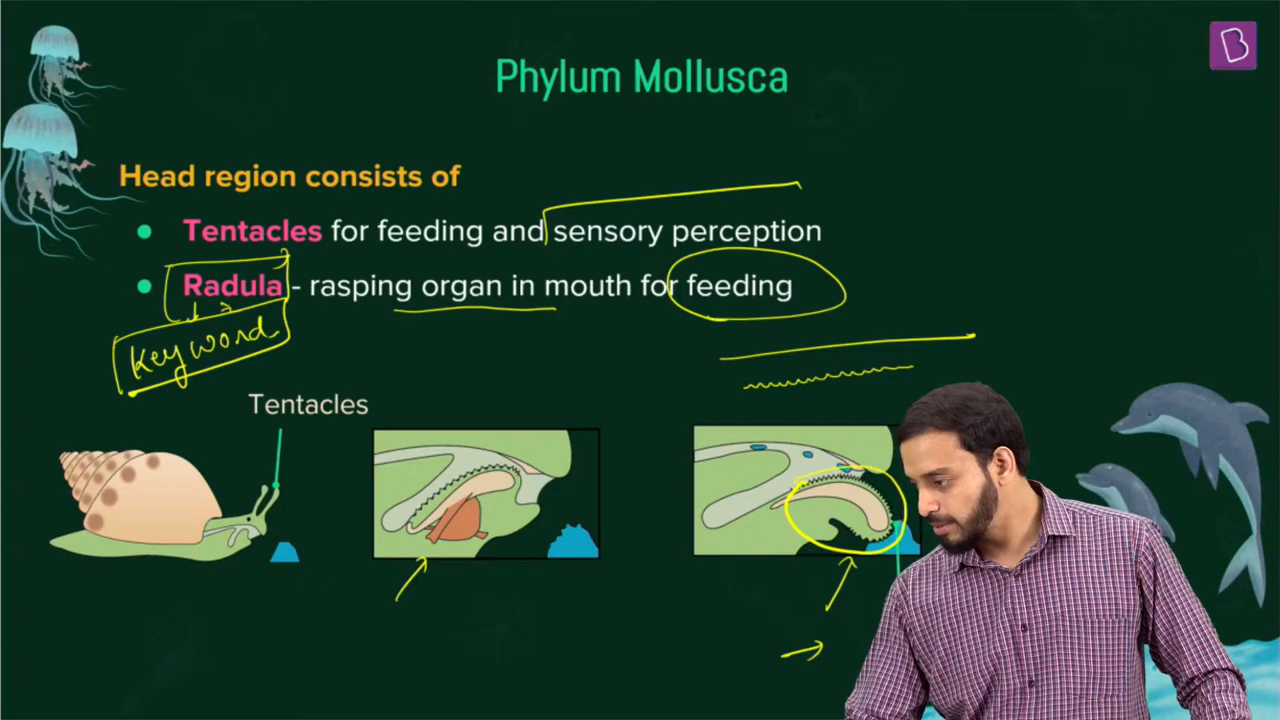 Phylum Mollusca
Head region consists of
Tentacles for feeding and sensory perception
Radula - rasping organ in mouth for feeding
Keyword
Tentacles